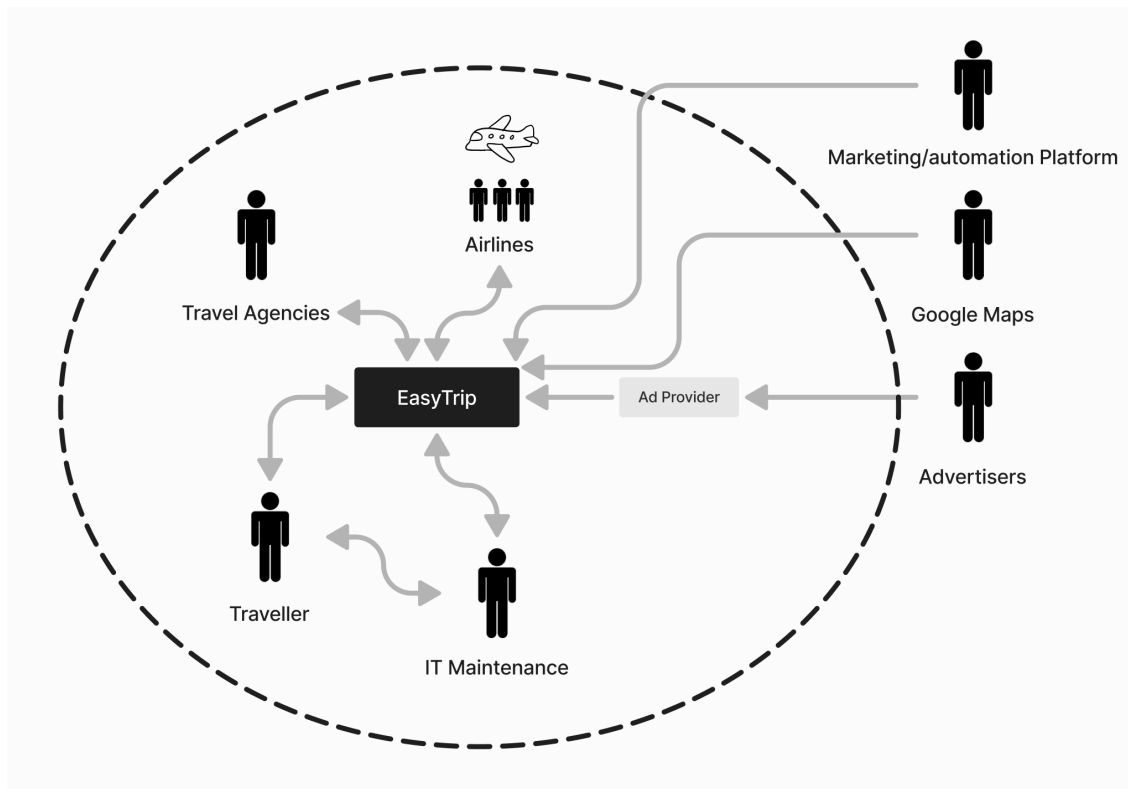 Marketing/automation Platform
Airlines
Travel Agencies
Google Maps
EasyTrip
Ad Provider
Advertisers
Traveller
IT Maintenance